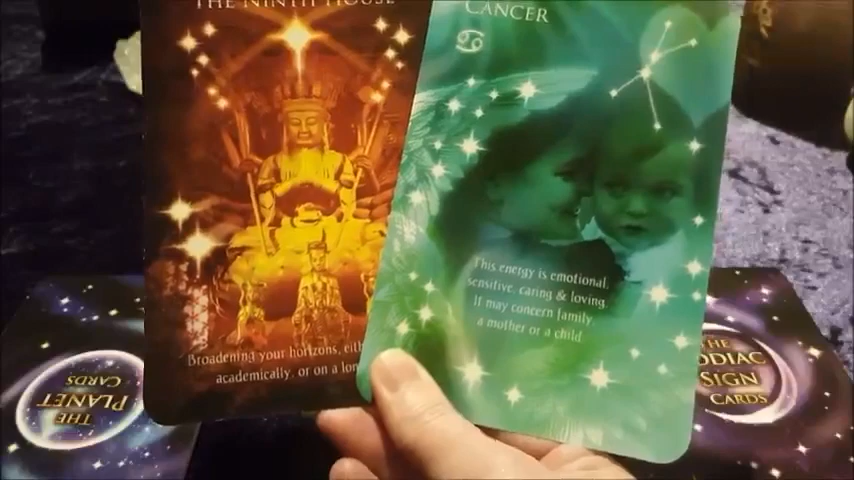 THE NINTH HOUSE
Broadening your horizons, eith
academically, or on a lon
CANCER
♋
This energy is emotional,
sensitive, caring & loving.
It may concern family,
a mother or a child.
THE
PLANET
CARDS
THE
ZODIAC
SIGN
CARDS